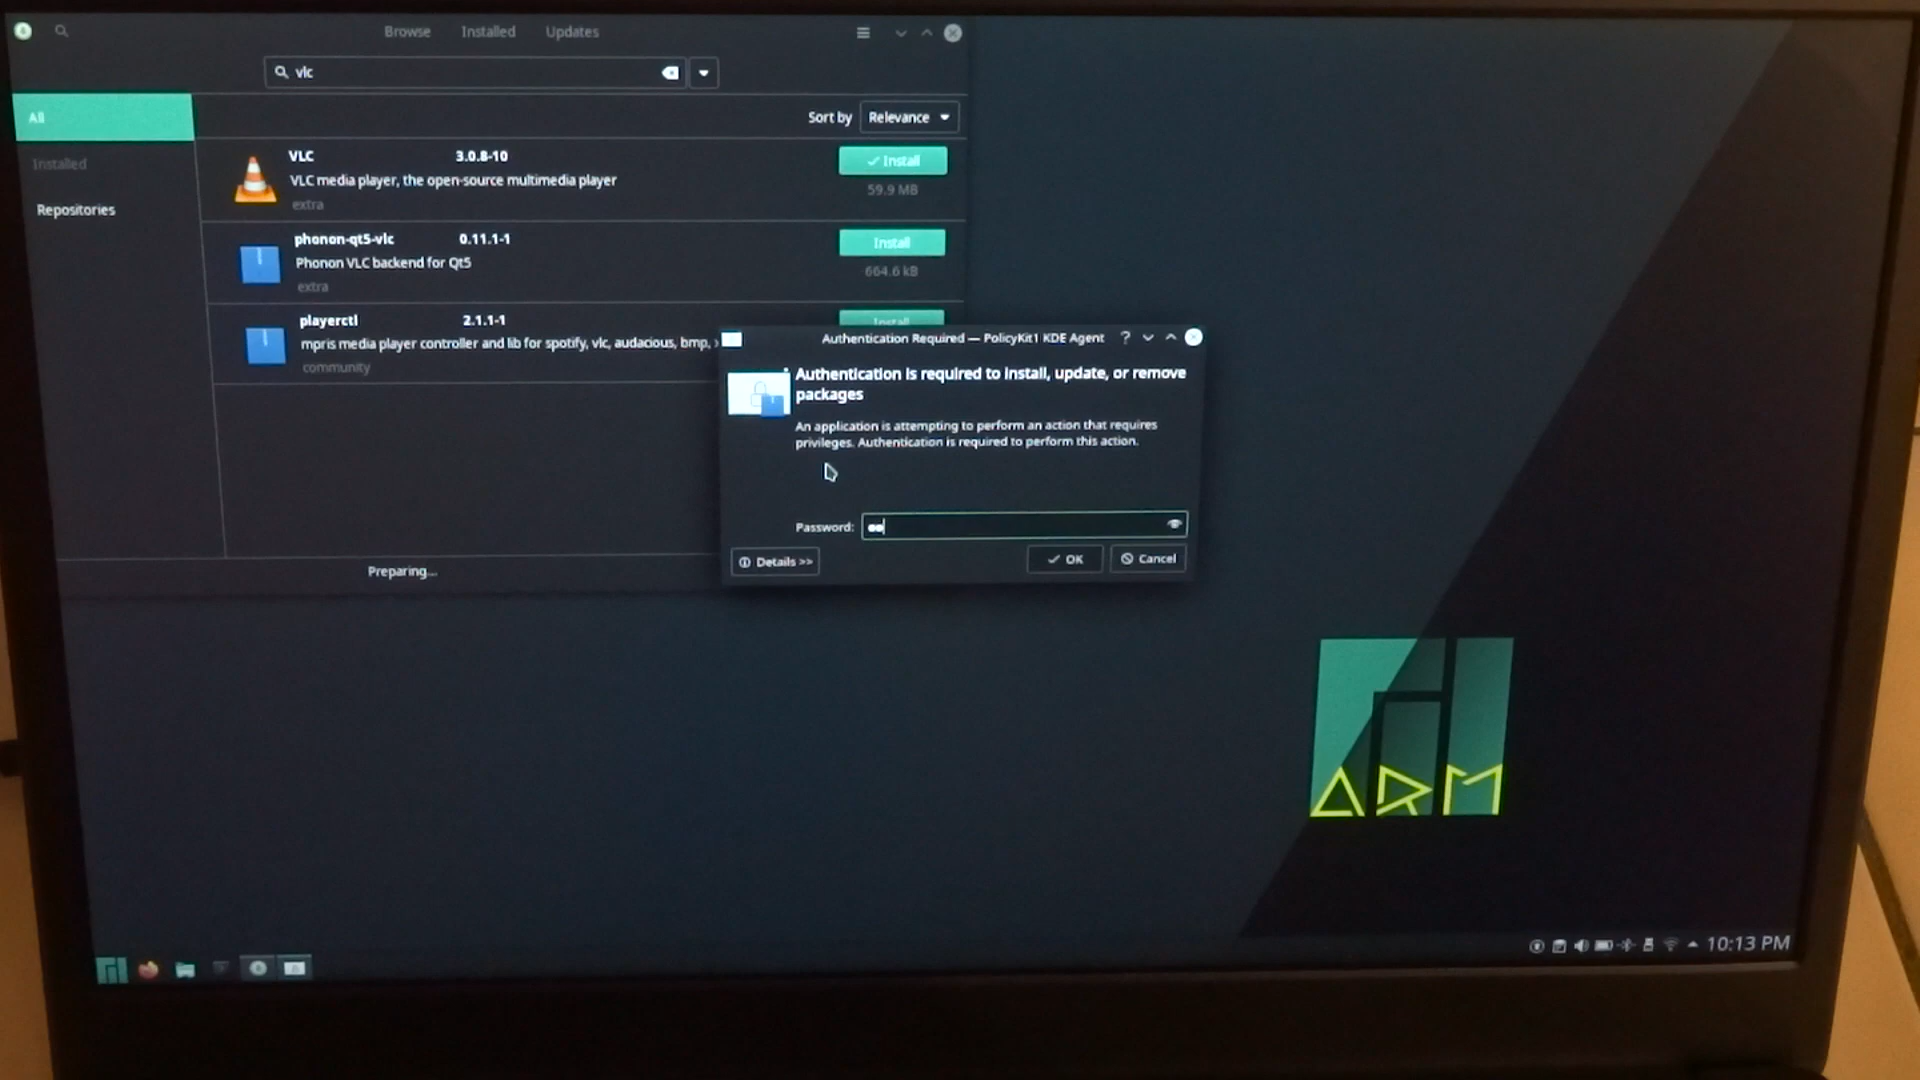 Browse Installed Updates
vlc
All
Sort by Relevance
Installed
Repositories
VLC 3.0.8-10
VLC media player, the open-source multimedia player
extra
Install
59.9 MB
phonon-qt5-vlc 0.11.1-1
Phonon VLC backend for Qt5
extra
Install
664.6 kB
playerctl 2.1.1-1
mpris media player controller and lib for spotify, vlc, audacious, bmp,
community
Install
Preparing...
Authentication Required — PolicyKit1 KDE Agent
Authentication is required to install, update, or remove
packages
An application is attempting to perform an action that requires
privileges. Authentication is required to perform this action.
Password:
Details >>
OK
Cancel
ARM
10:13 PM